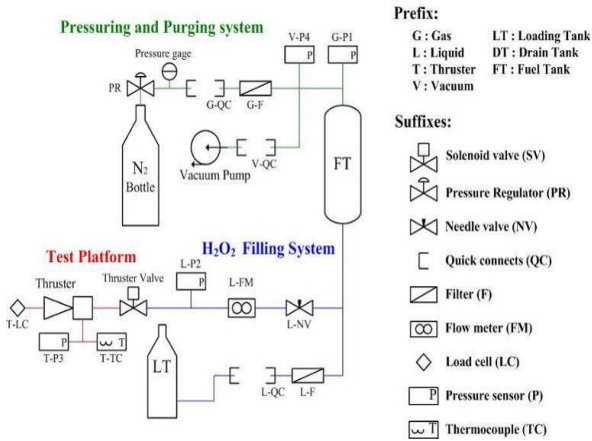 Pressuring and Purging system
V-P4
G-P1
P
P
Pressure gage
PR
G-QC
G-F
N2
Bottle
Vacuum Pump
V-QC
FT
Test Platform
H2O2 Filling System
Thruster
Thruster Valve
L-P2
P
L-FM
L-NV
T-LC
P
T
T-P3
T-TC
LT
L-QC
L-F
Prefix:
G : Gas LT : Loading Tank
L : Liquid DT : Drain Tank
T : Thruster FT : Fuel Tank
V : Vacuum
Suffixes:
Solenoid valve (SV)
Pressure Regulator (PR)
Needle valve (NV)
Quick connects (QC)
Filter (F)
Flow meter (FM)
Load cell (LC)
P Pressure sensor (P)
T Thermocouple (TC)